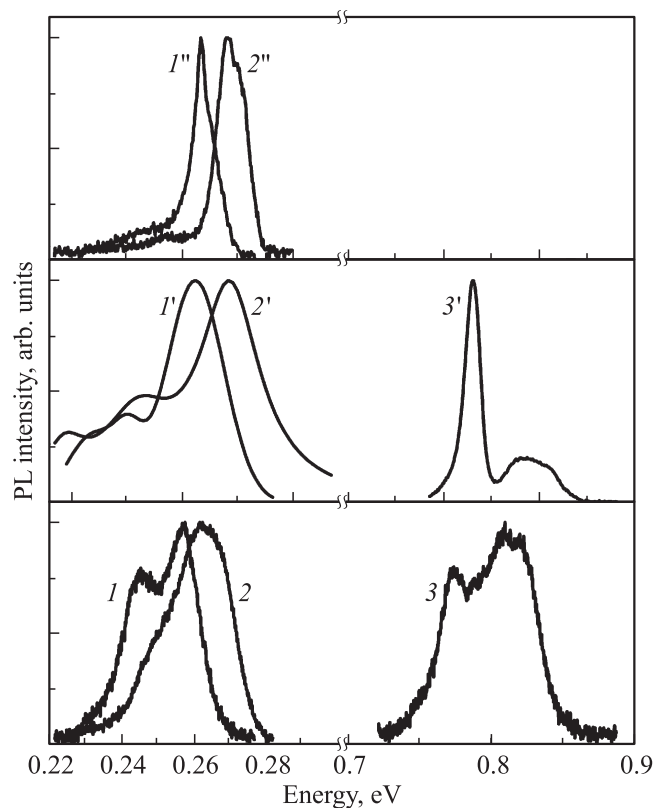 1" 2"
1' 2' 3'
1 2 3
PL intensity, arb. units
0.22 0.24 0.26 0.28 0.7 0.8 0.9
Energy, eV